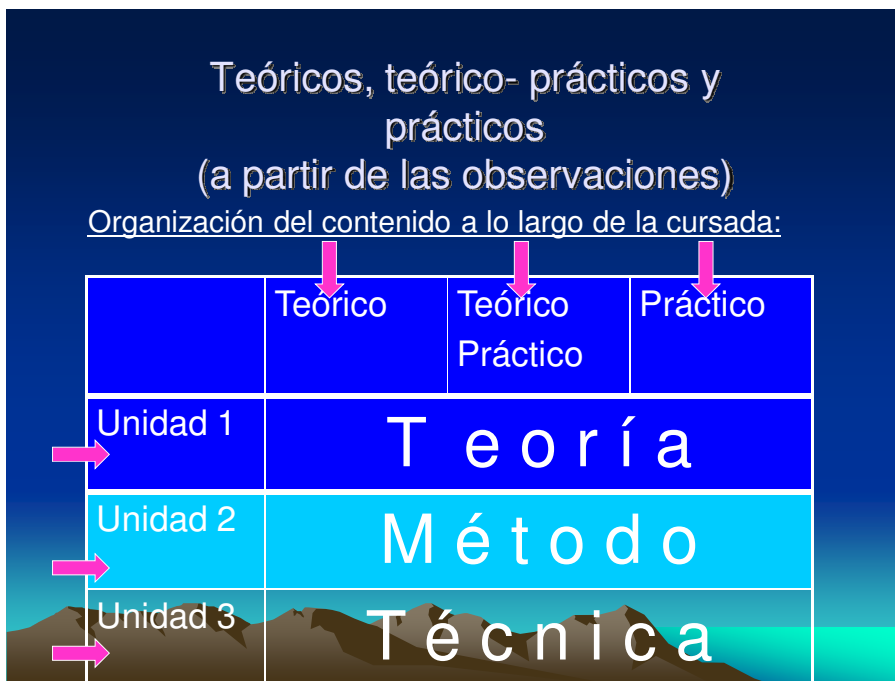 Teóricos, teórico- prácticos y
prácticos
(a partir de las observaciones)
Organización del contenido a lo largo de la cursada:
Teórico Teórico Práctico
Práctico
Unidad 1 T e o r í a
Unidad 2 M é t o d o
Unidad 3 T é c n i c a